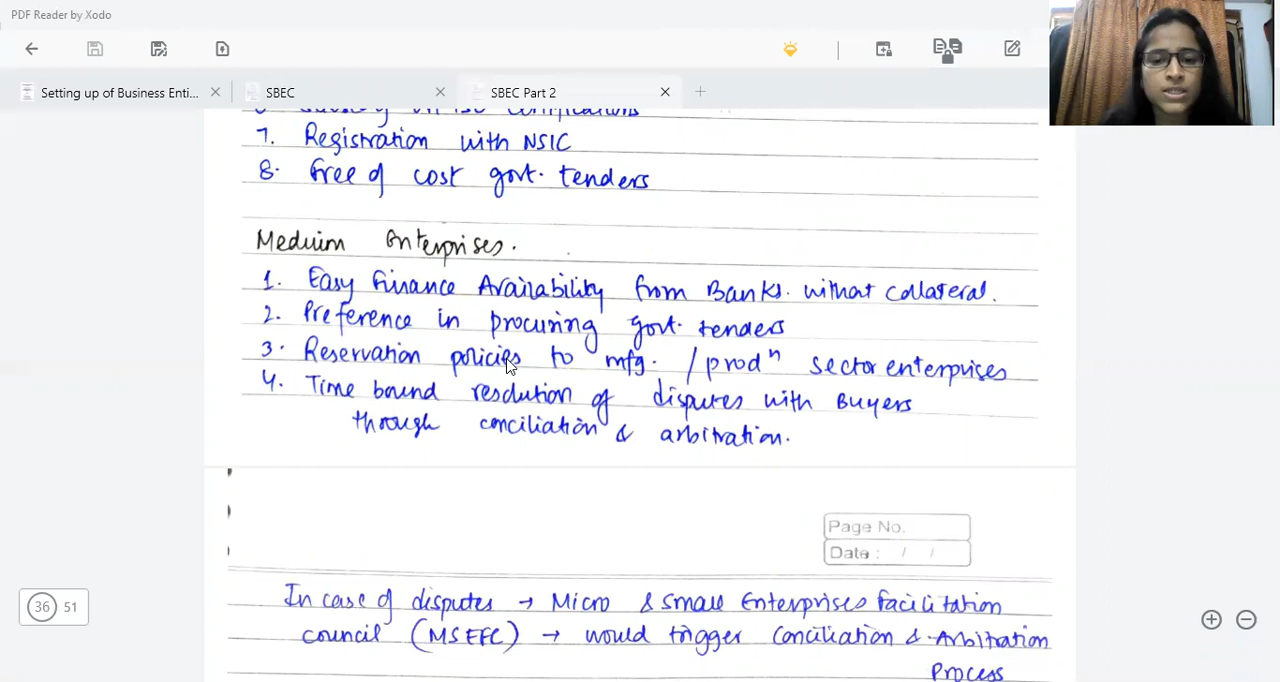 PDF Reader by Xodo
Setting up of Business Enti...
SBEC
SBEC Part 2
7. Registration with NSIC
8. Free of cost govt. tenders
Medium Enterprises.
1. Easy Finance Availability from Banks. without collateral.
2. Preference in procuring govt. tenders
3. Reservation policies to mfg. / prodⁿ sector enterprises
4. Time bound resolution of disputes with Buyers
through conciliation & arbitration.
Page No.
Date : / /
In case of disputes → Micro & Small Enterprises Facilitation
council (MSEFC) → would trigger Conciliation & Arbitration
Process
36 51